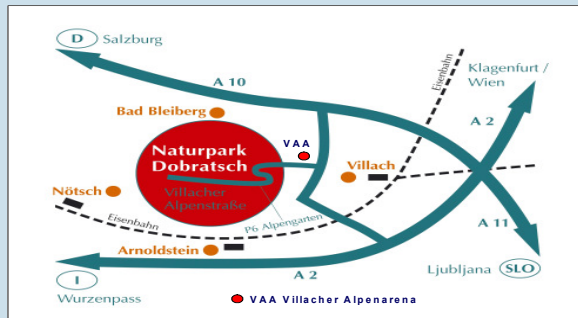 D Salzburg
A 10
Eisenbahn
Klagenfurt /
Wien
A 2
Bad Bleiberg
VAA
Naturpark
Dobratsch
Villach
Villacher
Alpenstraße
Nötsch
P6 Alpengarten
Eisenbahn
A 11
Arnoldstein
A 2
Ljubljana SLO
I
Wurzenpass
VAA Villacher Alpenarena